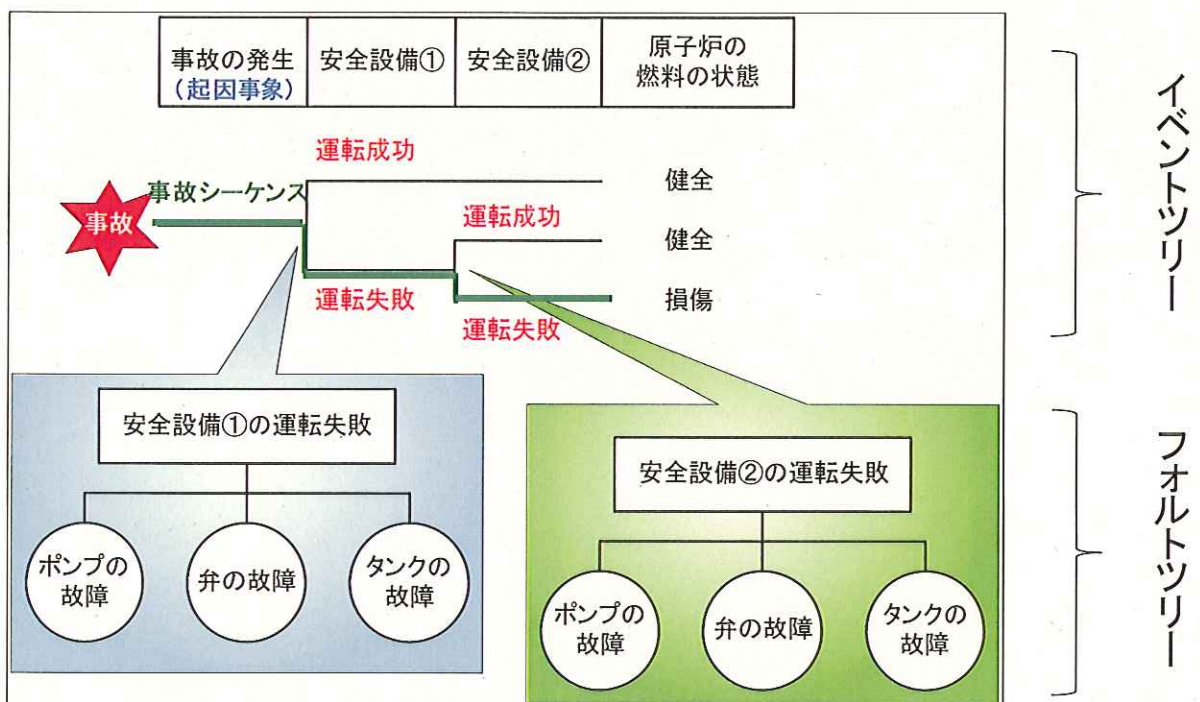 事故の発生
(起因事象)
安全設備①
安全設備②
原子炉の
燃料の状態
運転成功
事故シーケンス
事故
健全
運転成功
健全
運転失敗
損傷
運転失敗
イベントツリー
安全設備①の運転失敗
ポンプの
故障
弁の故障
タンクの
故障
安全設備②の運転失敗
ポンプの
故障
弁の故障
タンクの
故障
フォルトツリー